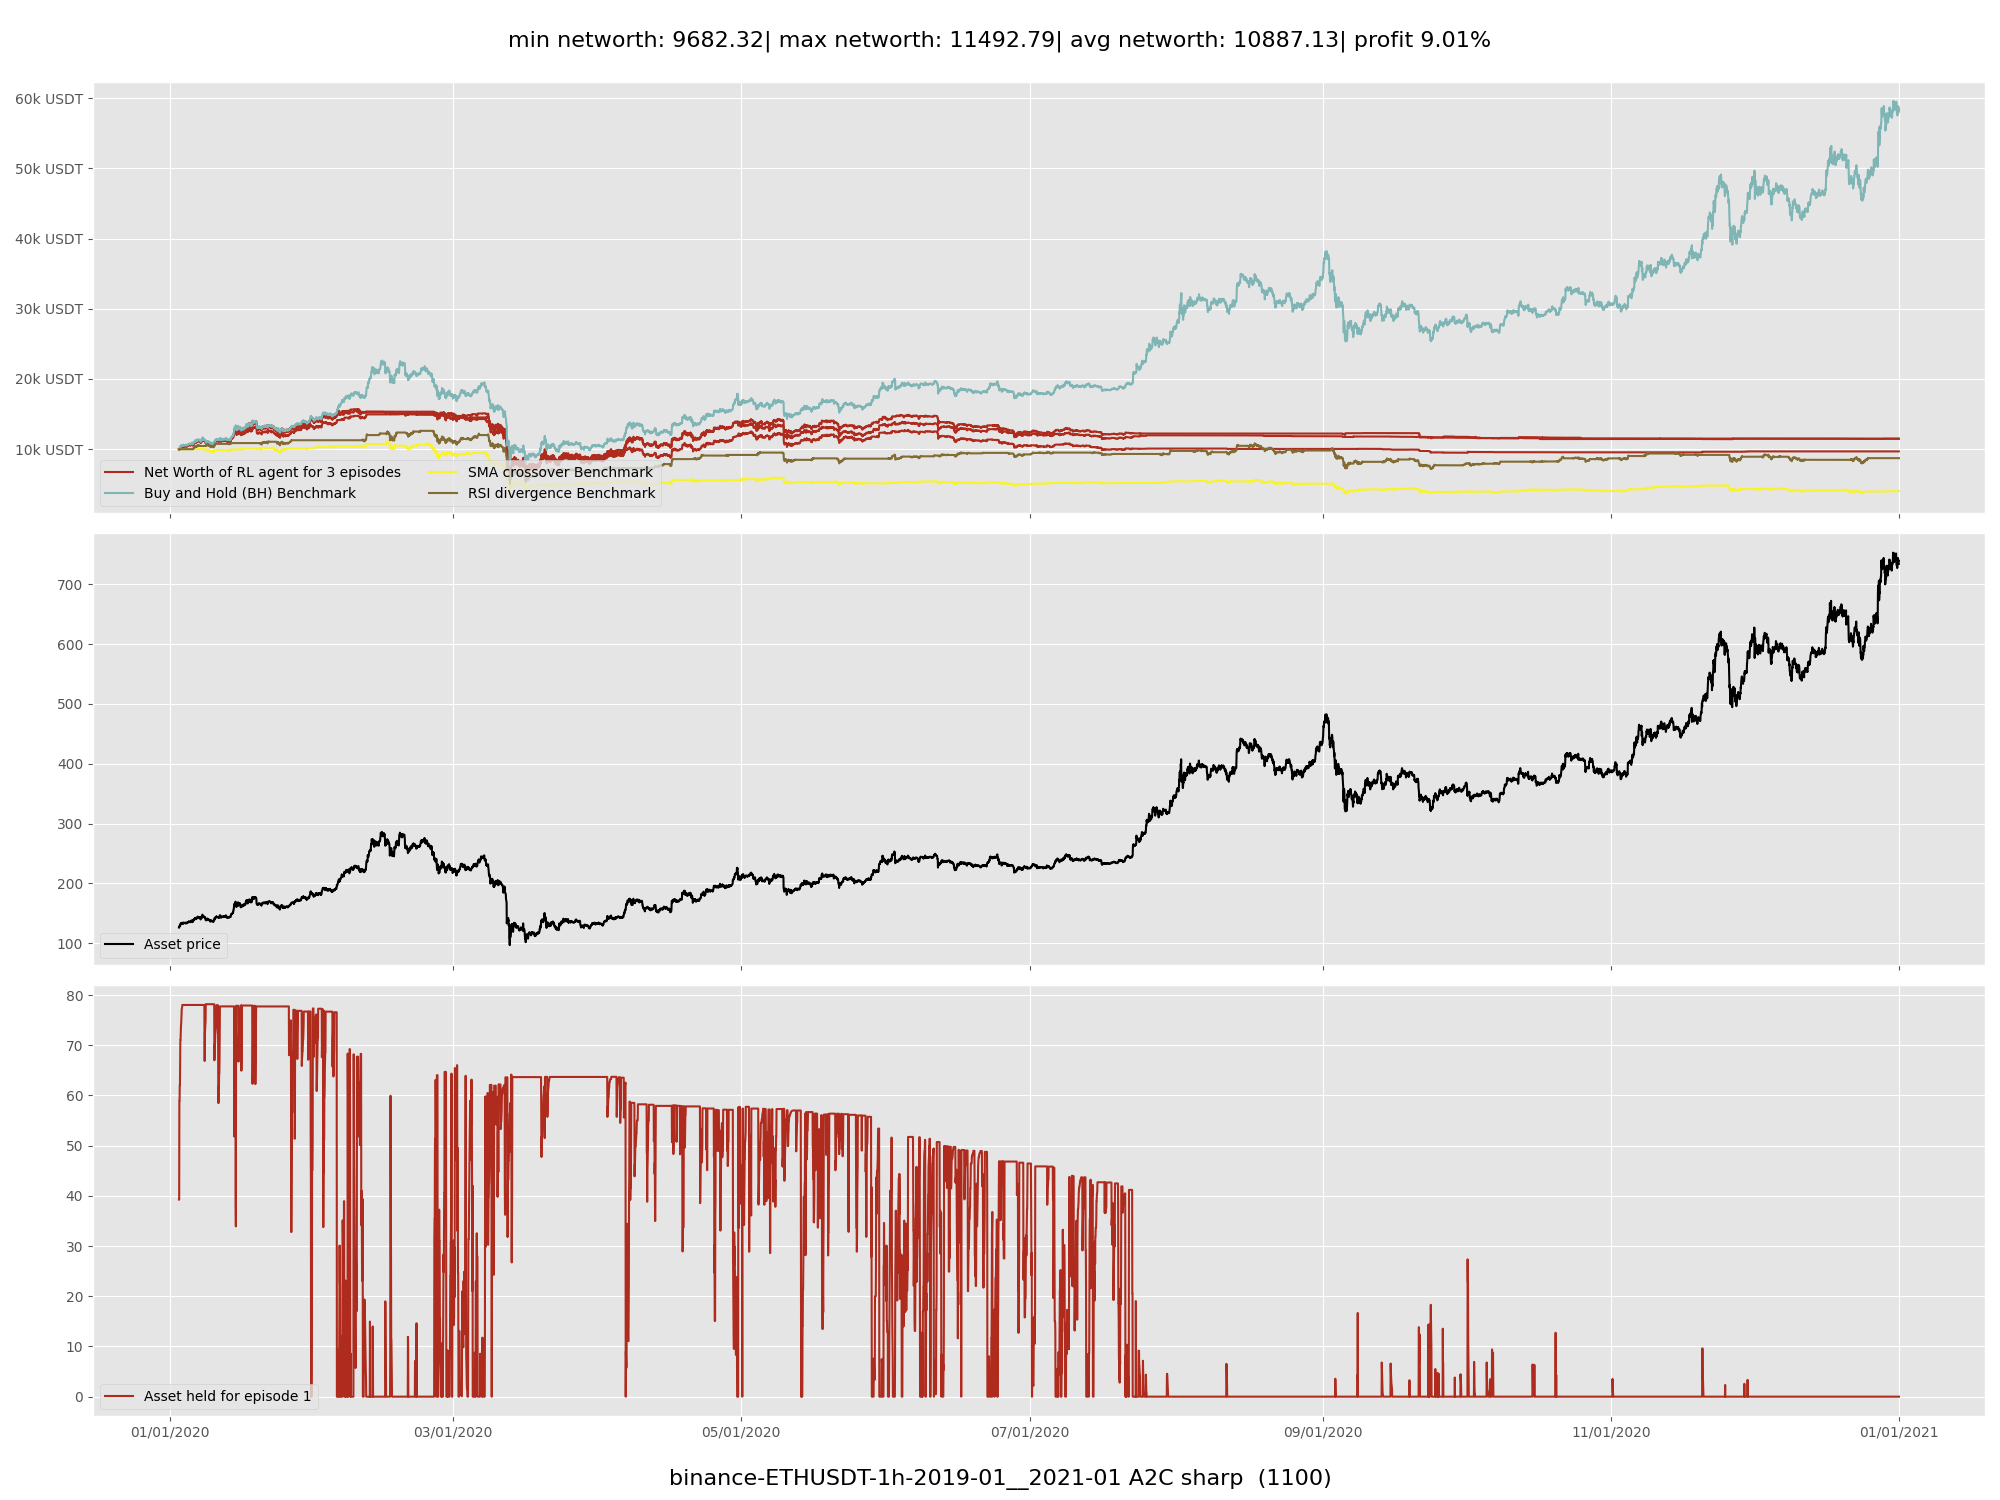 min networth: 9682.32| max networth: 11492.79| avg networth: 10887.13| profit 9.01%
60k USDT
50k USDT
40k USDT
30k USDT
20k USDT
10k USDT
Net Worth of RL agent for 3 episodes
Buy and Hold (BH) Benchmark
SMA crossover Benchmark
RSI divergence Benchmark
700
600
500
400
300
200
100
Asset price
80
70
60
50
40
30
20
10
0
Asset held for episode 1
01/01/2020 03/01/2020 05/01/2020 07/01/2020 09/01/2020 11/01/2020 01/01/2021
binance-ETHUSDT-1h-2019-01__2021-01 A2C sharp (1100)